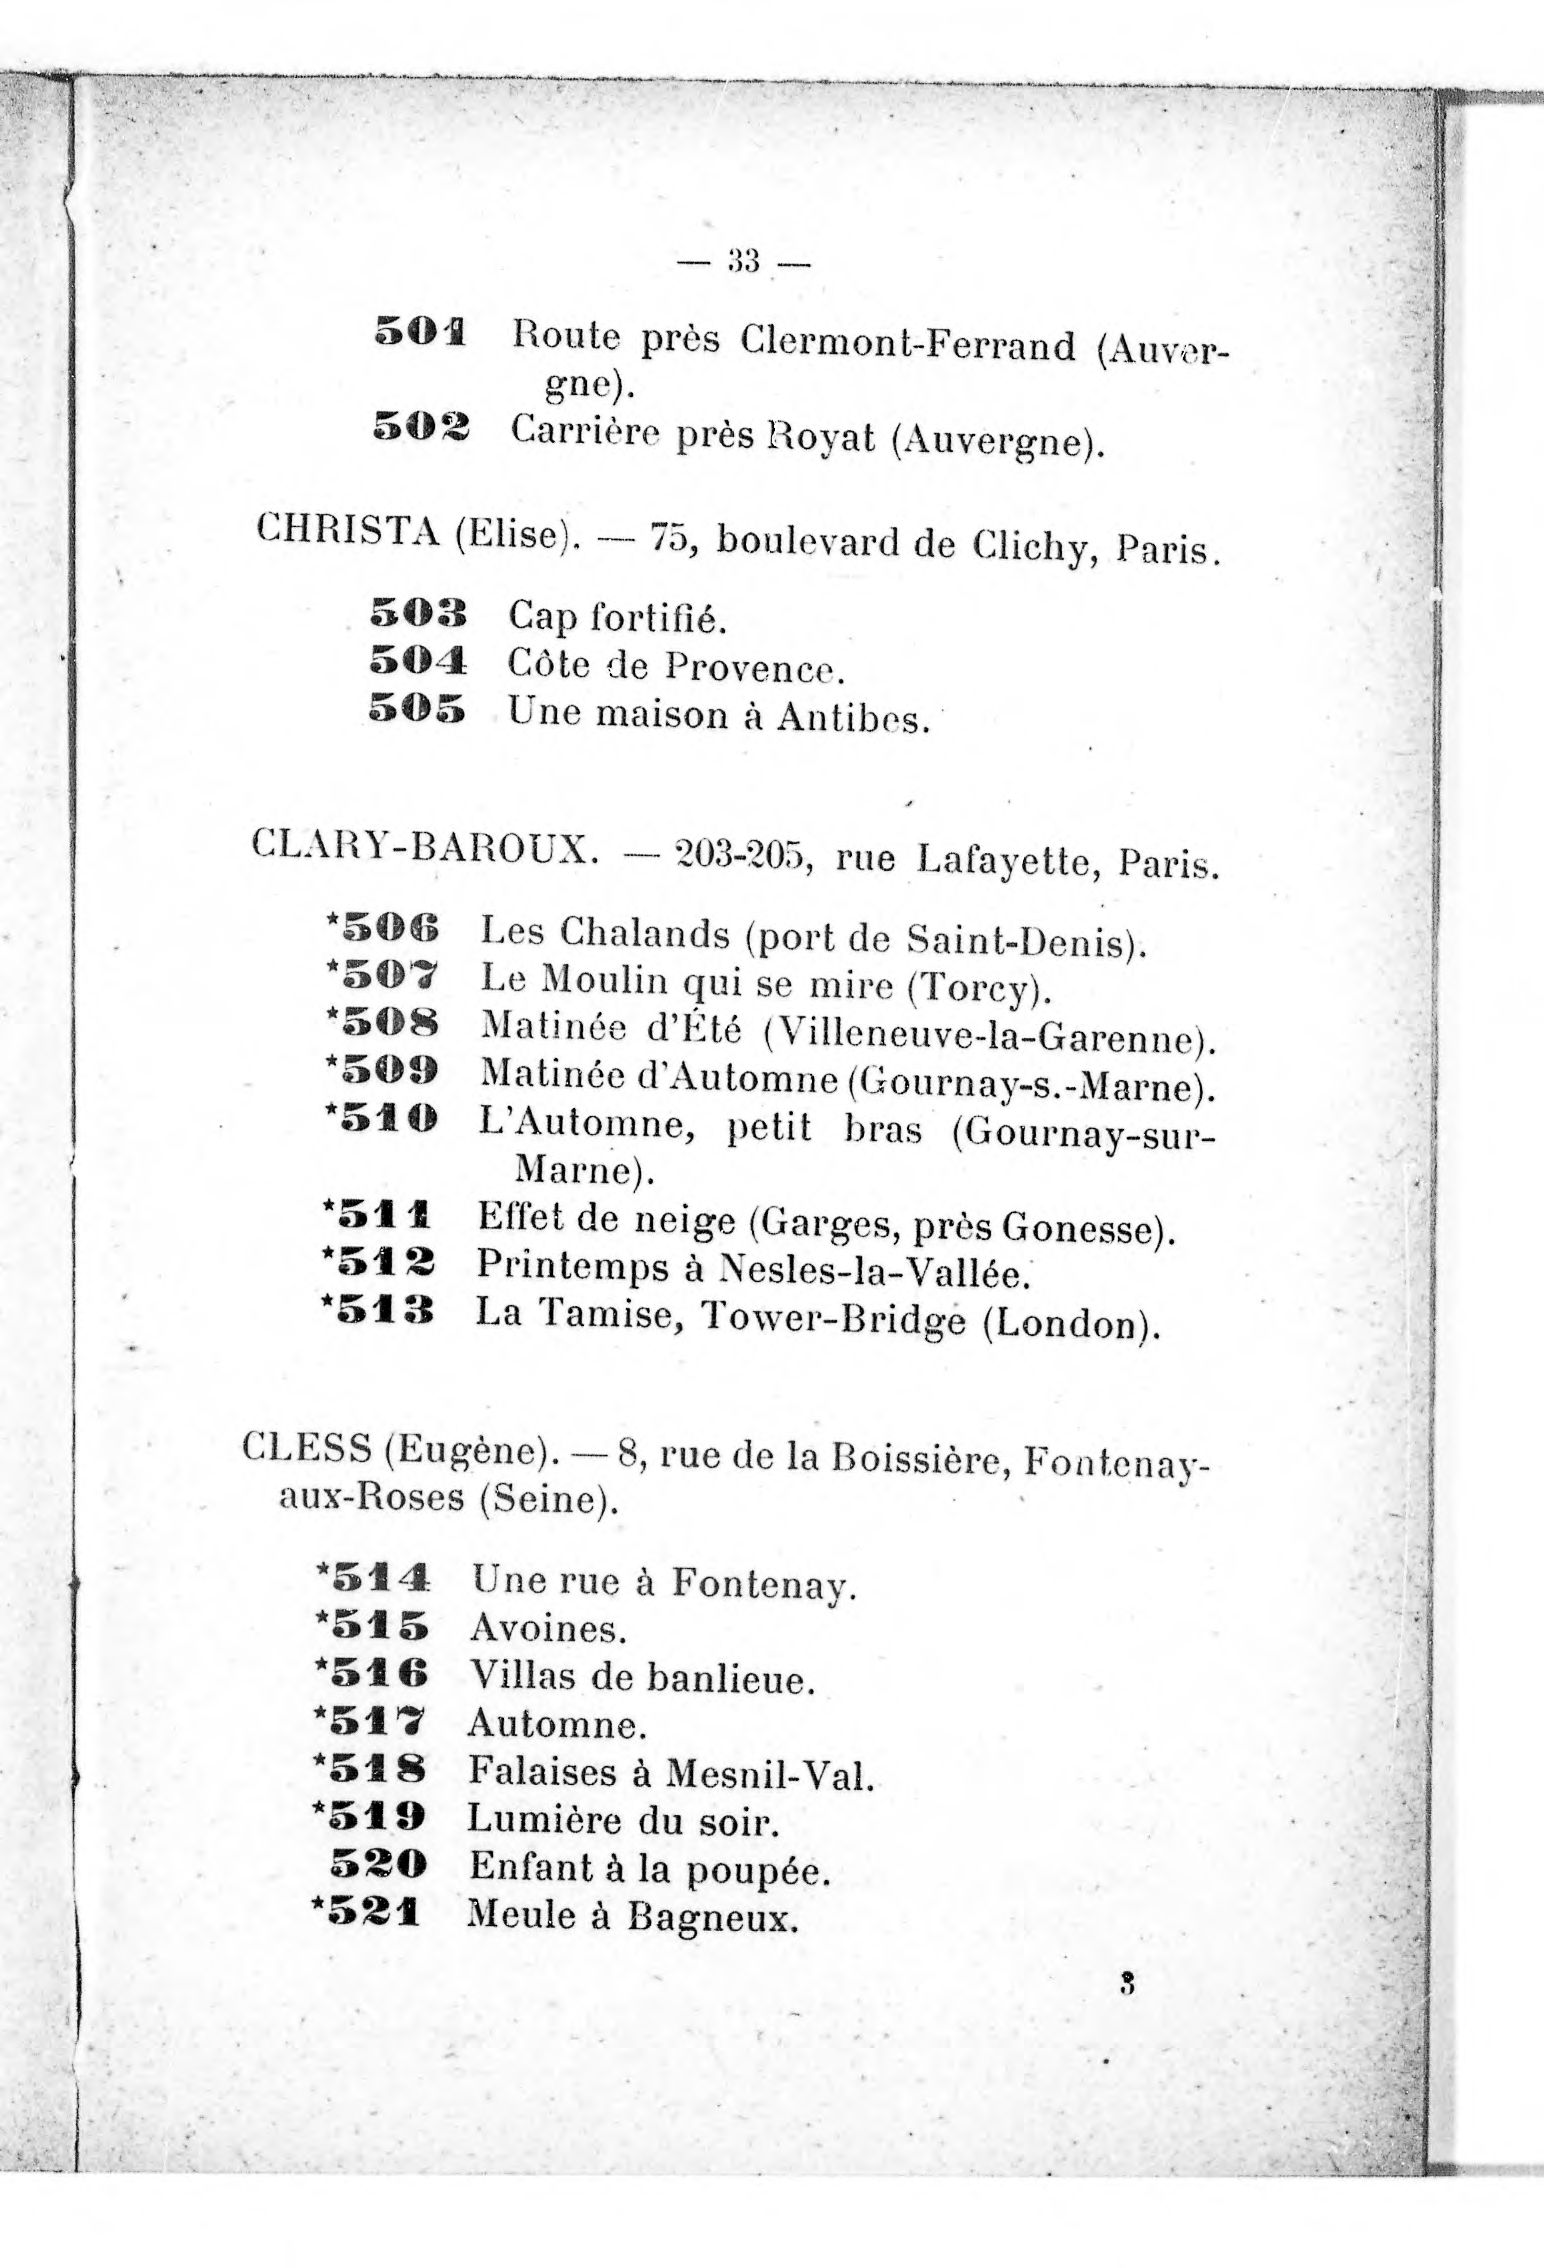 — 33 —
501 Route près Clermont-Ferrand (Auver-
gne).
502 Carrière près Royat (Auvergne).
CHRISTA (Elise). — 75, boulevard de Clichy, Paris.
503 Cap fortifié.
504 Côte de Provence.
505 Une maison à Antibes.
CLARY-BAROUX. — 203-205, rue Lafayette, Paris.
*506 Les Chalands (port de Saint-Denis).
*507 Le Moulin qui se mire (Torcy).
*508 Matinée d'Été (Villeneuve-la-Garenne).
*509 Matinée d'Automne (Gournay-s.-Marne).
*510 L'Automne, petit bras (Gournay-sur-
Marne).
*511 Effet de neige (Garges, près Gonesse).
*512 Printemps à Nesles-la-Vallée.
*513 La Tamise, Tower-Bridge (London).
CLESS (Eugène). — 8, rue de la Boissière, Fontenay-
aux-Roses (Seine).
*514 Une rue à Fontenay.
*515 Avoines.
*516 Villas de banlieue.
*517 Automne.
*518 Falaises à Mesnil-Val.
*519 Lumière du soir.
520 Enfant à la poupée.
*521 Meule à Bagneux.
3